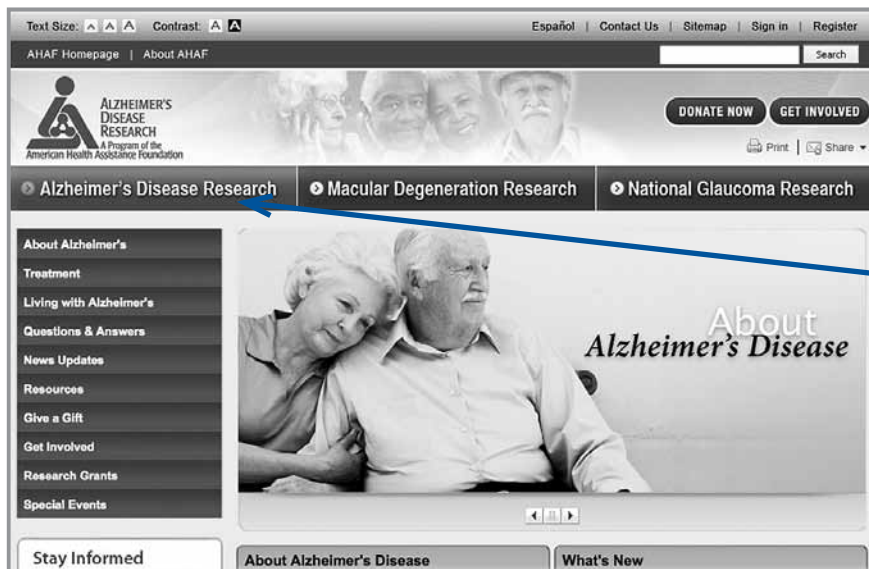 Text Size: A A A Contrast: A A Español | Contact Us | Sitemap | Sign in | Register
AHAF Homepage | About AHAF Search
ALZHEIMER'S
DISEASE
RESEARCH
A Program of the
American Health Assistance Foundation
DONATE NOW GET INVOLVED
Print | Share
Alzheimer's Disease Research Macular Degeneration Research National Glaucoma Research
About Alzheimer's
Treatment
Living with Alzheimer's
Questions & Answers
News Updates
Resources
Give a Gift
Get Involved
Research Grants
Special Events
About
Alzheimer's Disease
Stay Informed
About Alzheimer's Disease What's New